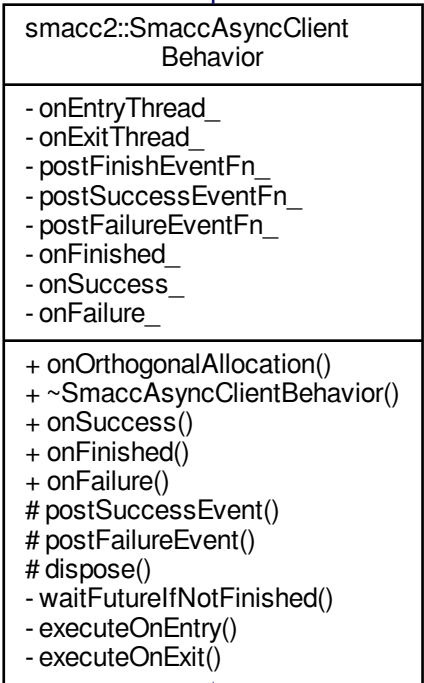 smacc2::SmaccAsyncClient
Behavior
- onEntryThread_
- onExitThread_
- postFinishEventFn_
- postSuccessEventFn_
- postFailureEventFn_
- onFinished_
- onSuccess_
- onFailure_
+ onOrthogonalAllocation()
+ ~SmaccAsyncClientBehavior()
+ onSuccess()
+ onFinished()
+ onFailure()
# postSuccessEvent()
# postFailureEvent()
# dispose()
- waitFutureIfNotFinished()
- executeOnEntry()
- executeOnExit()